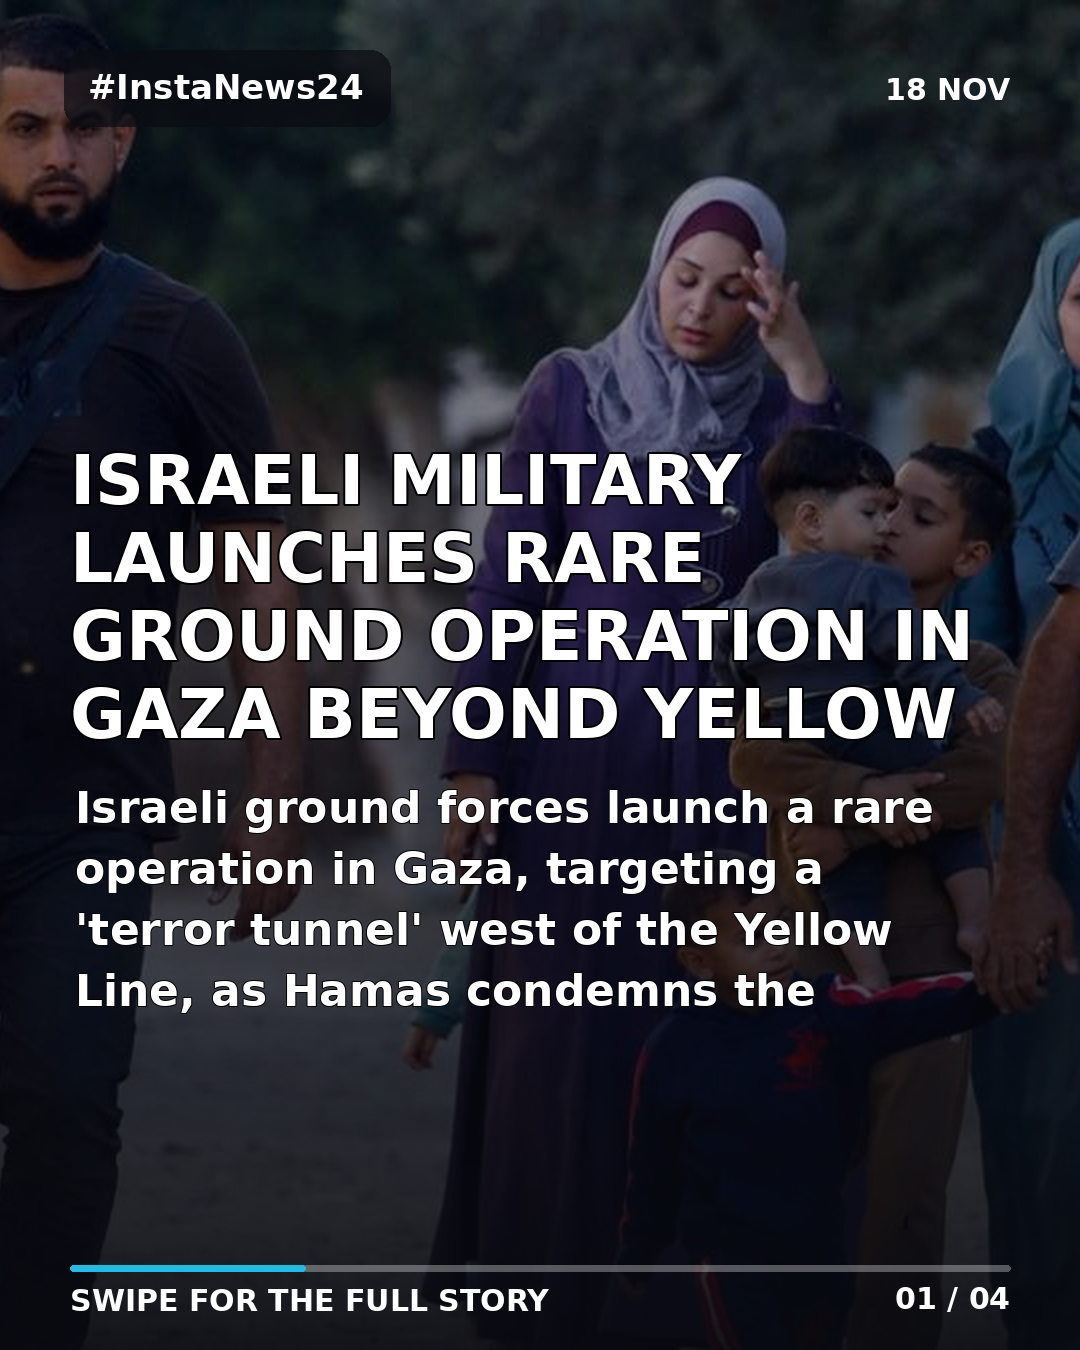 #InstaNews24
18 NOV
ISRAELI MILITARY
LAUNCHES RARE
GROUND OPERATION IN
GAZA BEYOND YELLOW
Israeli ground forces launch a rare
operation in Gaza, targeting a
'terror tunnel' west of the Yellow
Line, as Hamas condemns the
SWIPE FOR THE FULL STORY
01 / 04